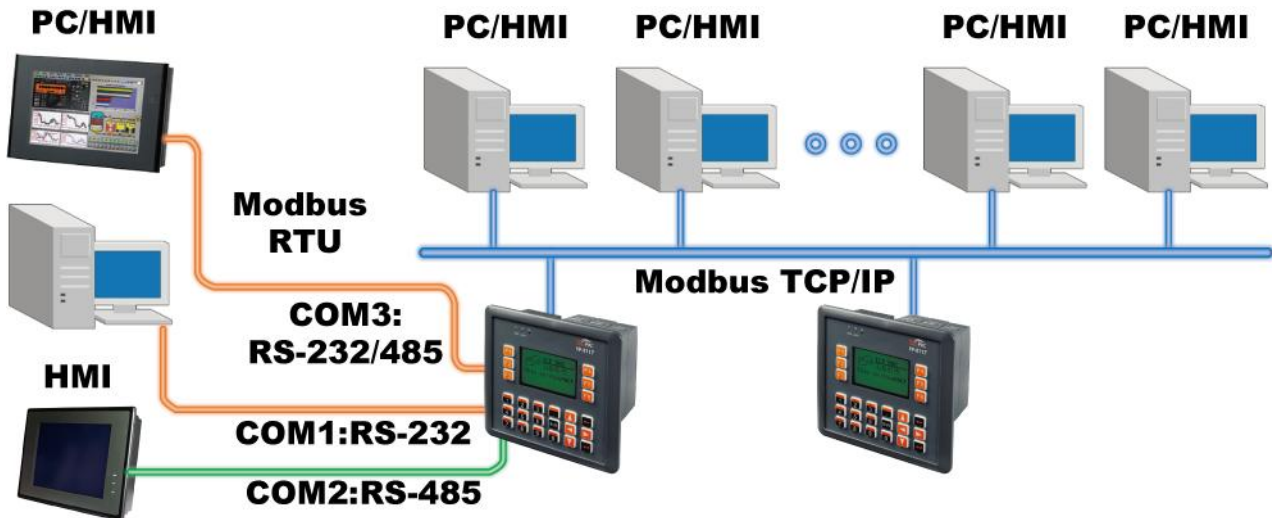 PC/HMI
PC/HMI
PC/HMI
PC/HMI
PC/HMI
Modbus
RTU
Modbus TCP/IP
COM3:
RS-232/485
HMI
COM1:RS-232
COM2:RS-485